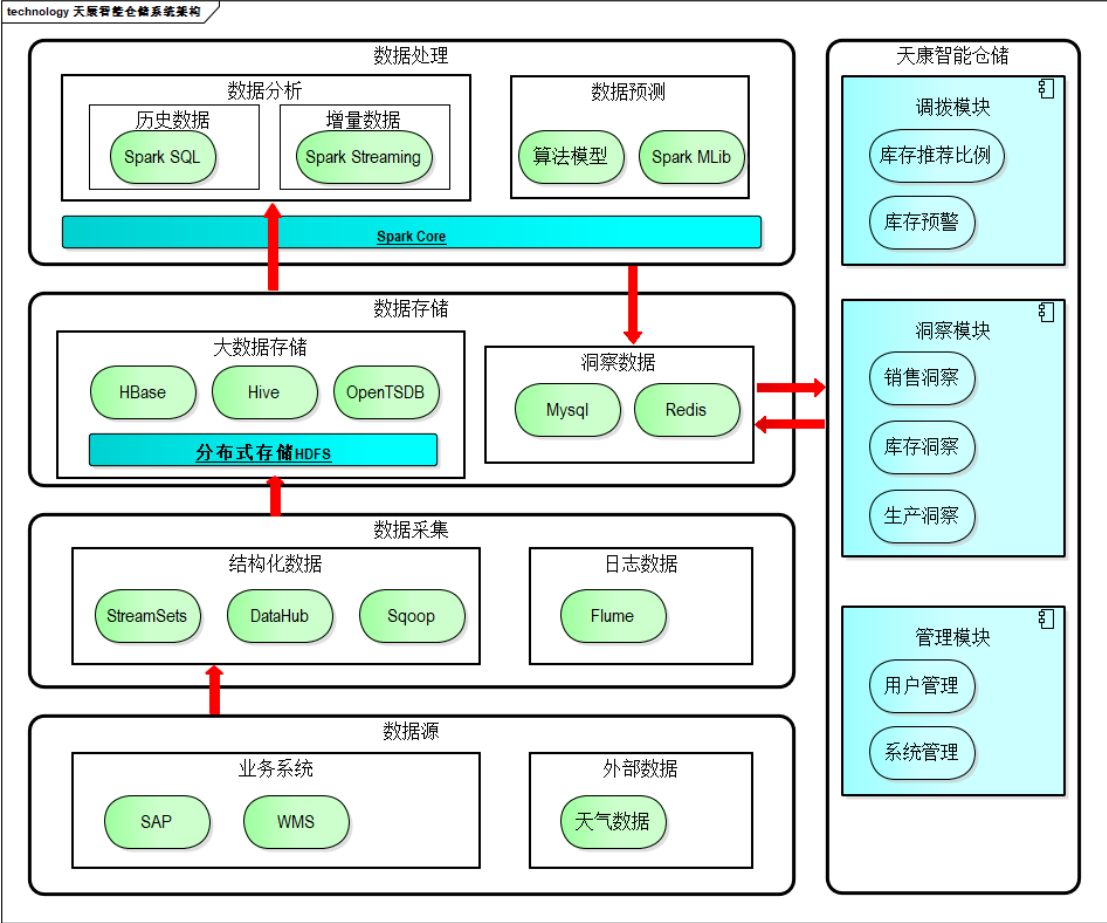 technology 天康智能仓储系统架构
数据处理
数据分析
历史数据
Spark SQL
增量数据
Spark Streaming
数据预测
算法模型
Spark MLib
Spark Core
数据存储
大数据存储
HBase
Hive
OpenTSDB
分布式存储HDFS
洞察数据
Mysql
Redis
数据采集
结构化数据
StreamSets
DataHub
Sqoop
日志数据
Flume
数据源
业务系统
SAP
WMS
外部数据
天气数据
天康智能仓储
调拨模块
库存推荐比例
库存预警
洞察模块
销售洞察
库存洞察
生产洞察
管理模块
用户管理
系统管理